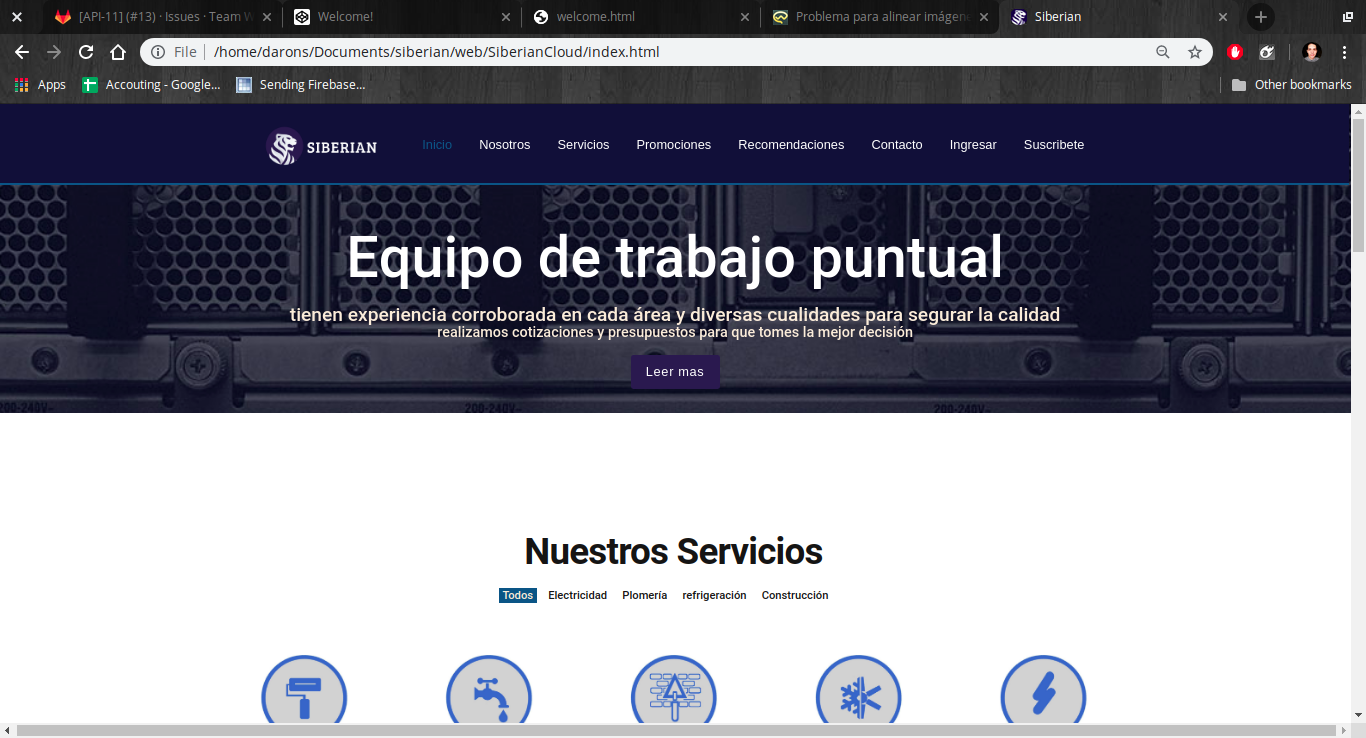 [API-11] (#13) · Issues · Team W
Welcome!
welcome.html
Problema para alinear imágene
Siberian
File /home/darons/Documents/siberian/web/SiberianCloud/index.html
Apps Accouting - Google... Sending Firebase... Other bookmarks
SIBERIAN Inicio Nosotros Servicios Promociones Recomendaciones Contacto Ingresar Suscribete
Equipo de trabajo puntual
tienen experiencia corroborada en cada área y diversas cualidades para segurar la calidad
realizamos cotizaciones y presupuestos para que tomes la mejor decisión
Leer mas
200-240V~ 200-240V~ 200-240V~
Nuestros Servicios
Todos Electricidad Plomería refrigeración Construcción